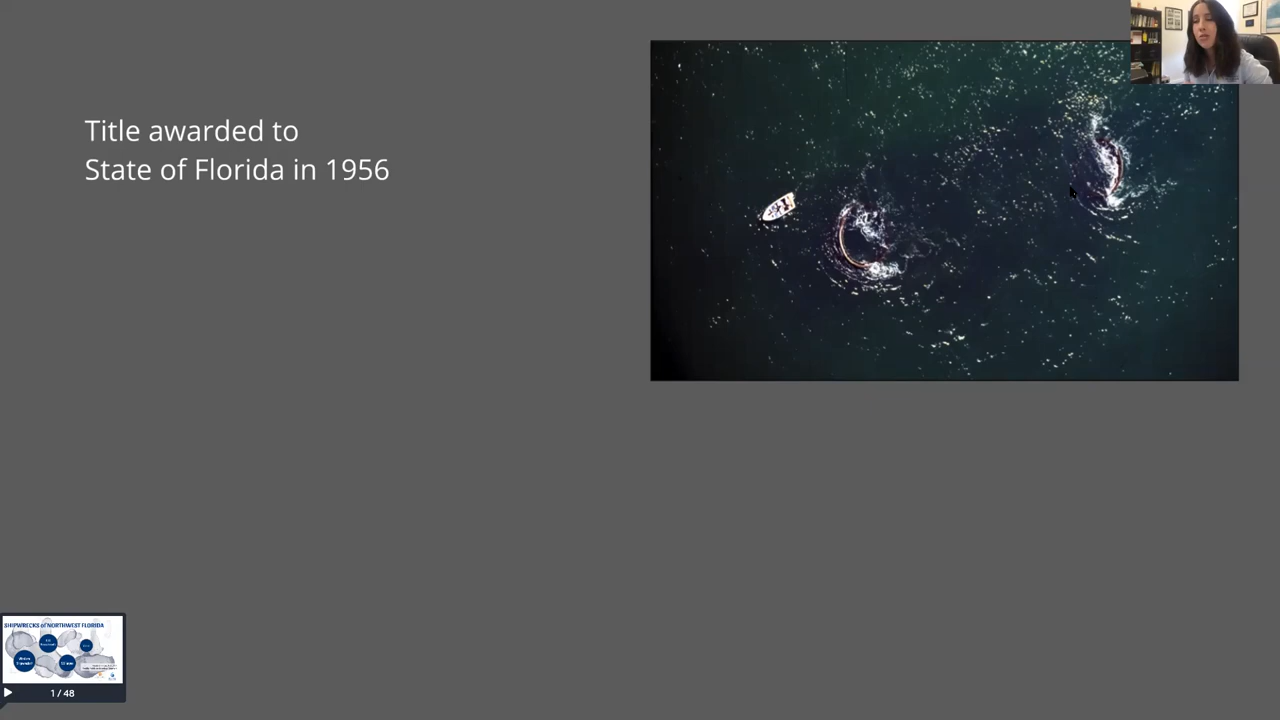 Title awarded to
State of Florida in 1956
SHIPWRECKS of NORTHWEST FLORIDA
1 / 48